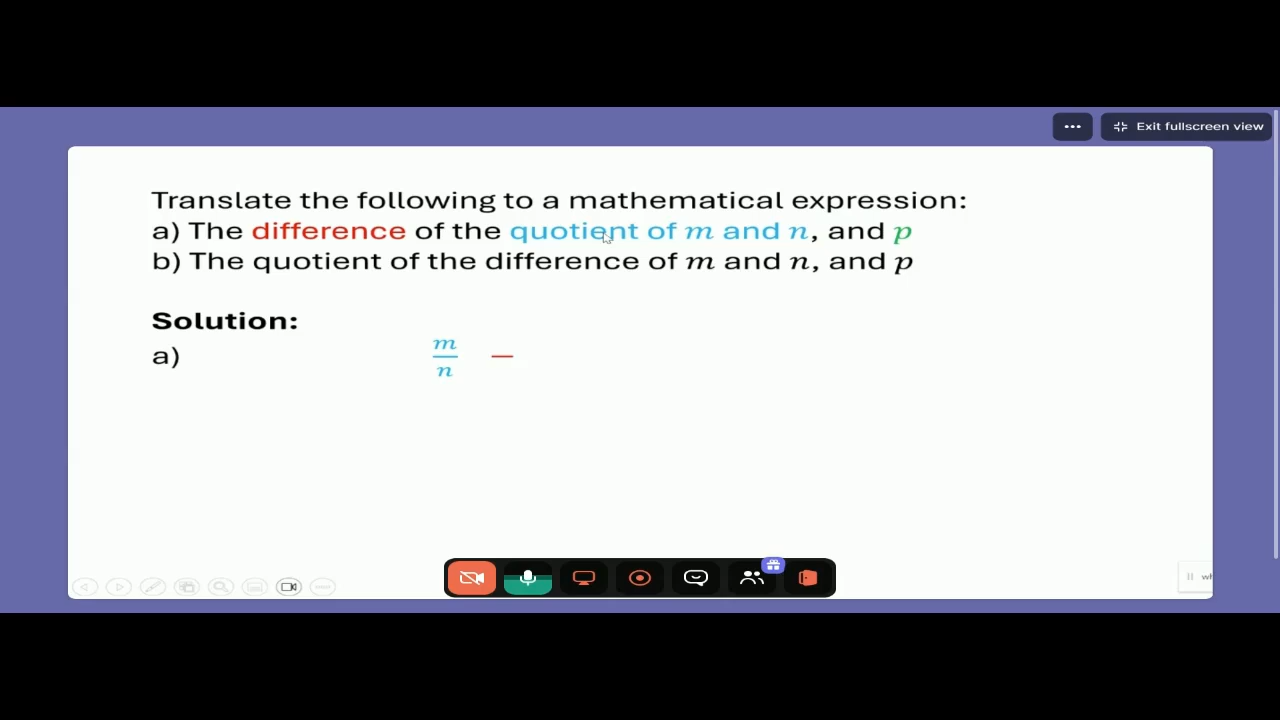 Exit fullscreen view
Translate the following to a mathematical expression:
a) The difference of the quotient of m and n, and p
b) The quotient of the difference of m and n, and p
Solution:
a) m/n −